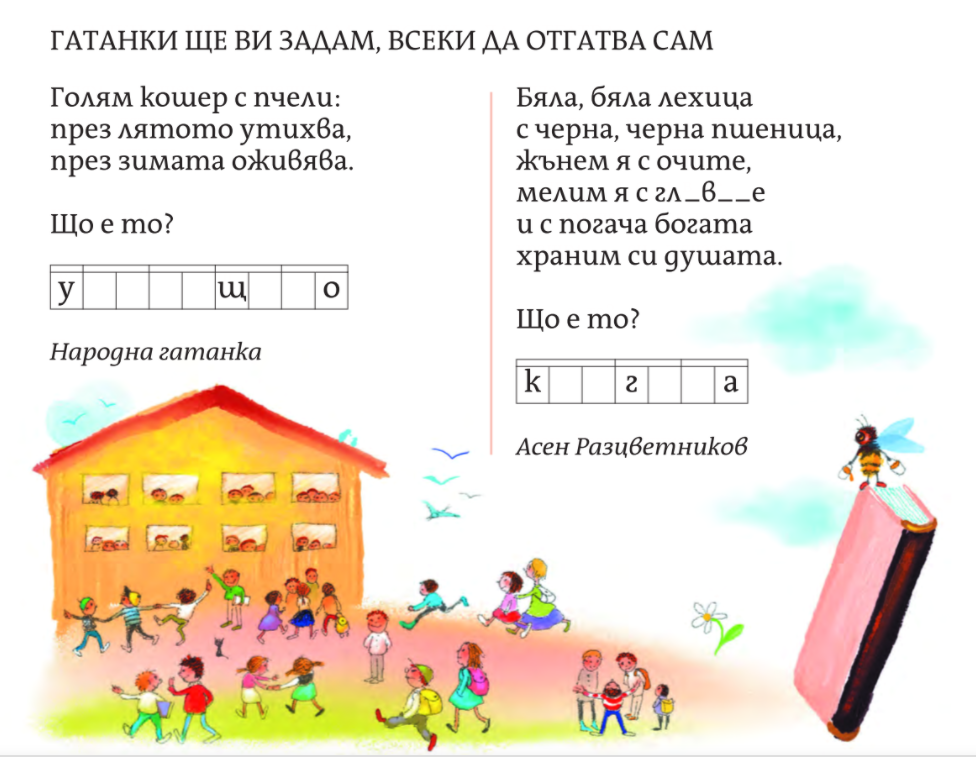 ГАТАНКИ ЩЕ ВИ ЗАДАМ, ВСЕКИ ДА ОТГАТВА САМ
Голям кошер с пчели:
през лятото утихва,
през зимата оживява.
Що е то?
у щ о
Народна гатанка
Бяла, бяла лехица
с черна, черна пшеница,
жънем я с очите,
мелим я с гл_в__е
и с погача богата
храним си душата.
Що е то?
к г а
Асен Разцветников